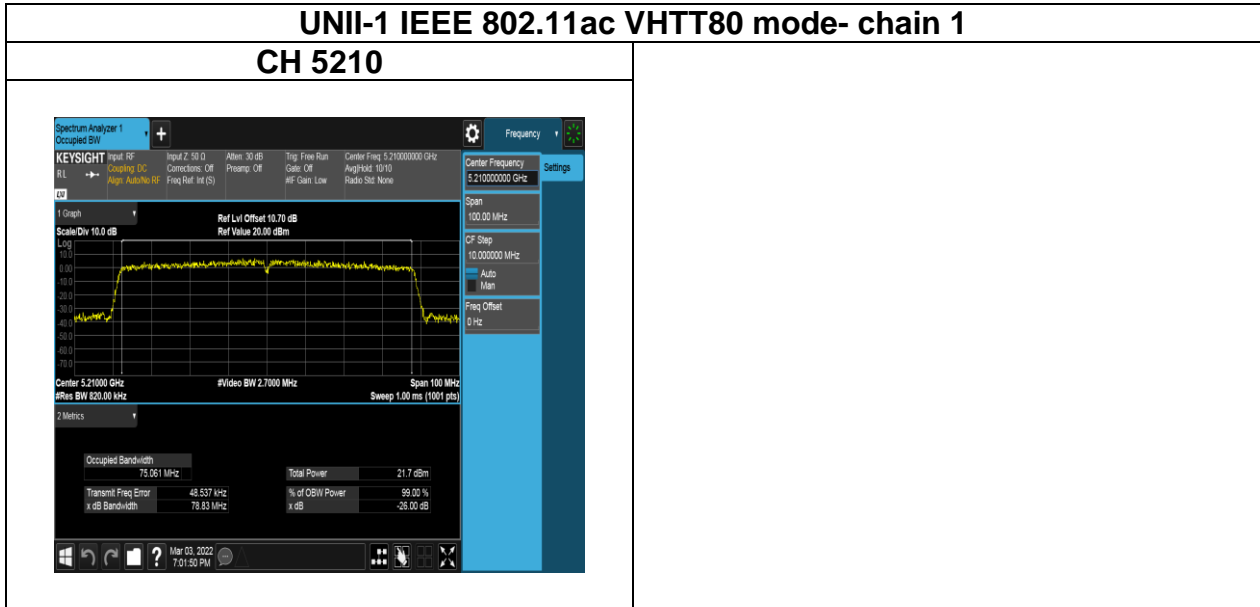 UNII-1 IEEE 802.11ac VHTT80 mode- chain 1
CH 5210
Spectrum Analyzer 1
Occupied BW
+
Frequency
KEYSIGHT
RL
LXI
Input: RF
Coupling: DC
Align: Auto/No RF
Input Z: 50 Ω
Corrections: Off
Freq Ref: Int (S)
Atten: 30 dB
Preamp: Off
Trig: Free Run
Gate: Off
#IF Gain: Low
Center Freq: 5.210000000 GHz
Avg|Hold: 10/10
Radio Std: None
Center Frequency
5.210000000 GHz
Settings
Span
100.00 MHz
CF Step
10.000000 MHz
Auto
Man
Freq Offset
0 Hz
1 Graph
Scale/Div 10.0 dB
Ref Lvl Offset 10.70 dB
Ref Value 20.00 dBm
Log
10.0
0.00
-10.0
-20.0
-30.0
-40.0
-50.0
-60.0
-70.0
Center 5.21000 GHz
#Video BW 2.7000 MHz
Span 100 MHz
#Res BW 820.00 kHz
Sweep 1.00 ms (1001 pts)
2 Metrics
Occupied Bandwidth
75.061 MHz
Total Power 21.7 dBm
Transmit Freq Error 48.537 kHz
% of OBW Power 99.00 %
x dB Bandwidth 78.83 MHz
x dB -26.00 dB
?
Mar 03, 2022
7:01:50 PM